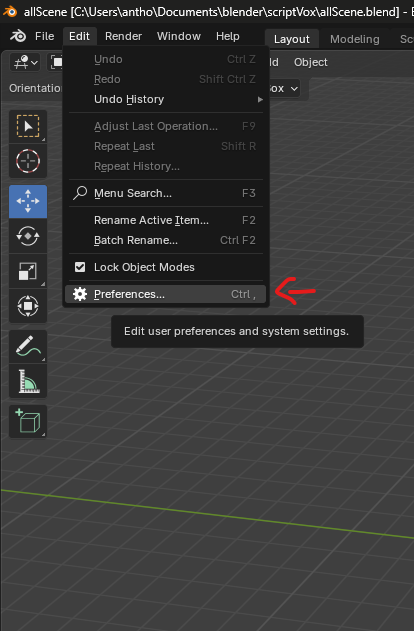 allScene [C:\Users\antho\Documents\blender\scriptVox\allScene.blend] - B
File Edit Render Window Help Layout Modeling Sc
ld Object
Orientatio ox
Undo Ctrl Z
Redo Shift Ctrl Z
Undo History
Adjust Last Operation... F9
Repeat Last Shift R
Repeat History...
Menu Search... F3
Rename Active Item... F2
Batch Rename... Ctrl F2
Lock Object Modes
Preferences... Ctrl ,
Edit user preferences and system settings.